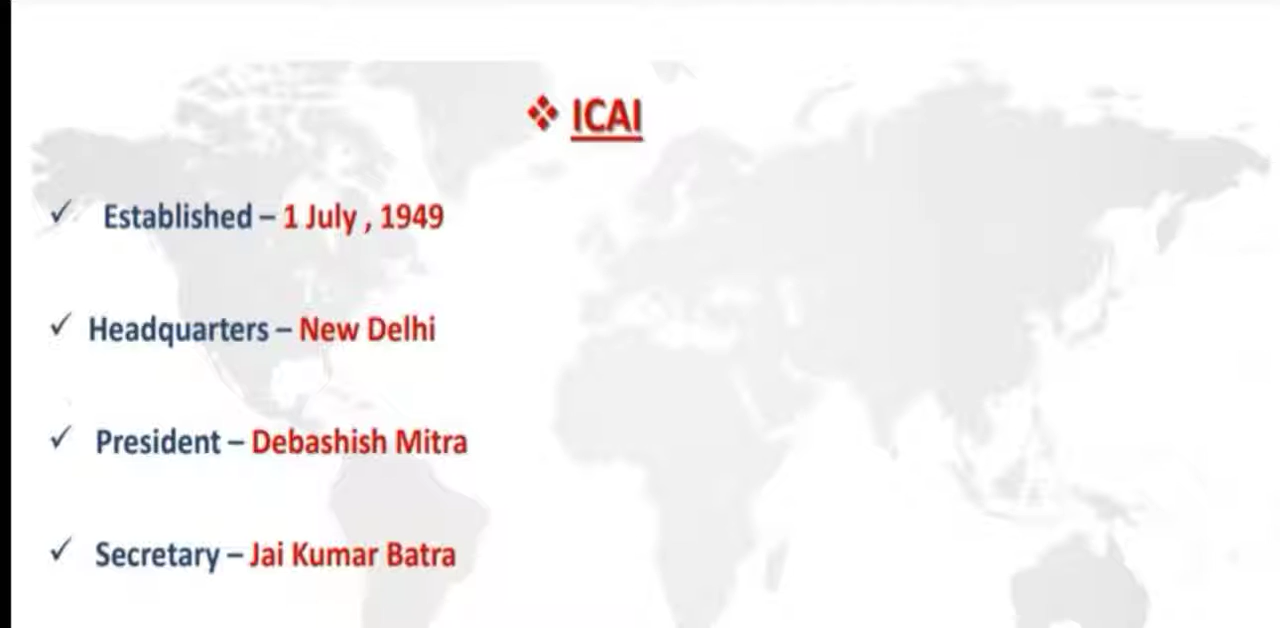 ❖ ICAI
✓ Established – 1 July , 1949
✓ Headquarters – New Delhi
✓ President – Debashish Mitra
✓ Secretary – Jai Kumar Batra